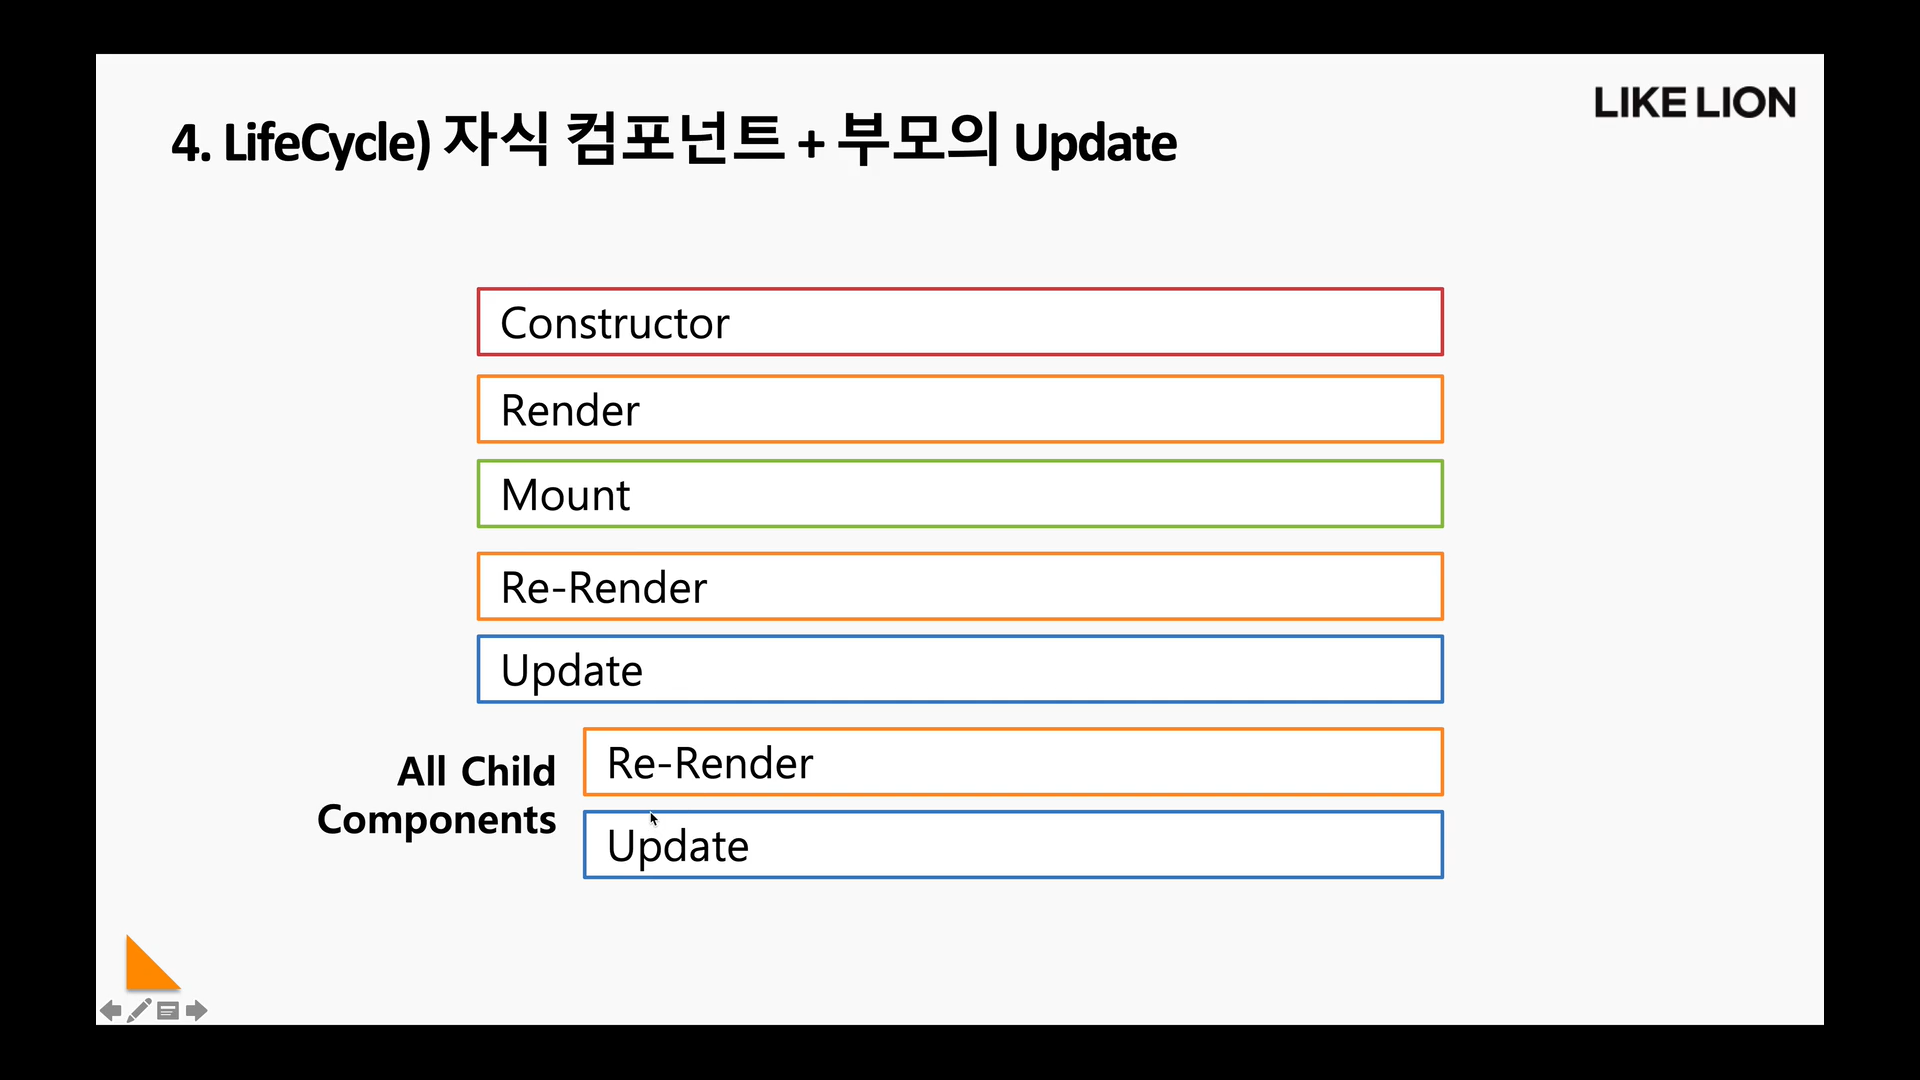 LIKE LION
4. LifeCycle) 자식 컴포넌트 + 부모의 Update
Constructor
Render
Mount
Re-Render
Update
All Child
Components
Re-Render
Update